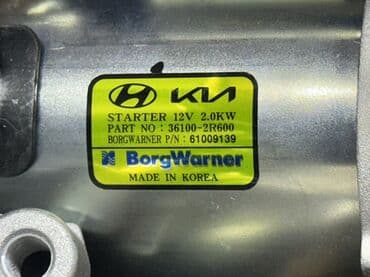 KIA
STARTER 12V 2.0KW
PART NO : 36100-2R600
BORGWARNER P/N : 61009139
BorgWarner
MADE IN KOREA